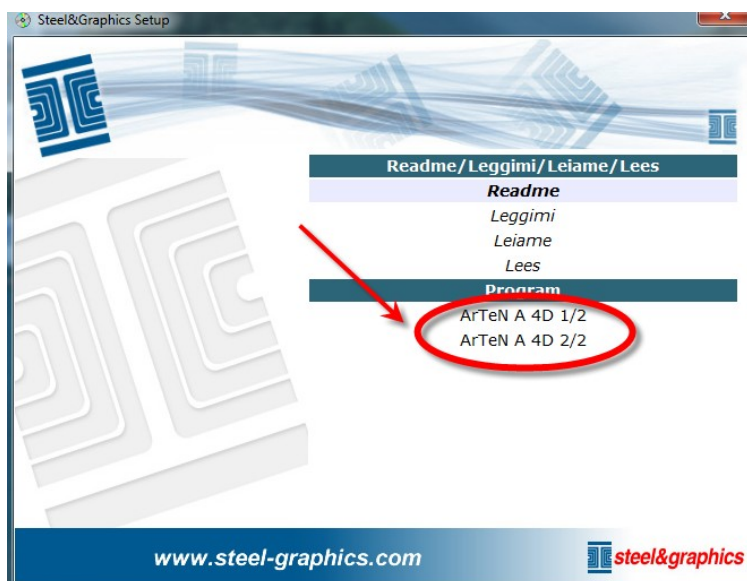 Steel&Graphics Setup
Readme/Leggimi/Leiame/Lees
Readme
Leggimi
Leiame
Lees
Program
ArTeN A 4D 1/2
ArTeN A 4D 2/2
www.steel-graphics.com
steel&graphics